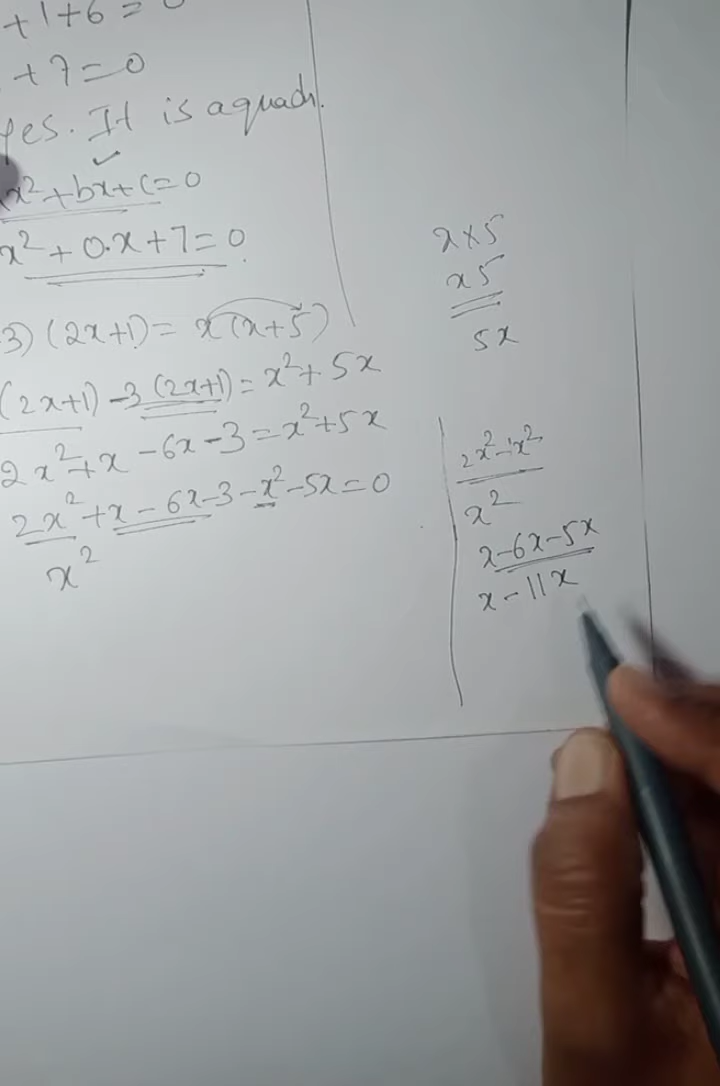 +1+6=0
+7=0
yes. It is a quadr.
x²+bx+c=0
x²+0.x+7=0
3) (2x+1)= x(x+5)
(2x+1)-3(2x+1)=x²+5x
2x²+x-6x-3=x²+5x
2x²+x-6x-3-x²-5x=0
x²
x×5
x5
5x
2x²-1x²
x²
x-6x-5x
x-11x